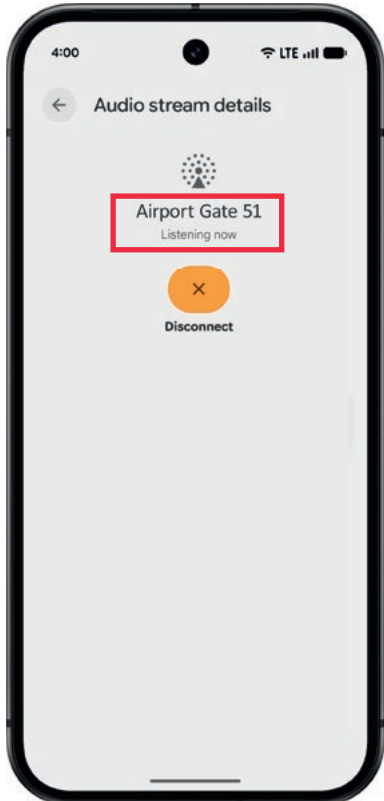 4:00 LTE
Audio stream details
Airport Gate 51
Listening now
Disconnect